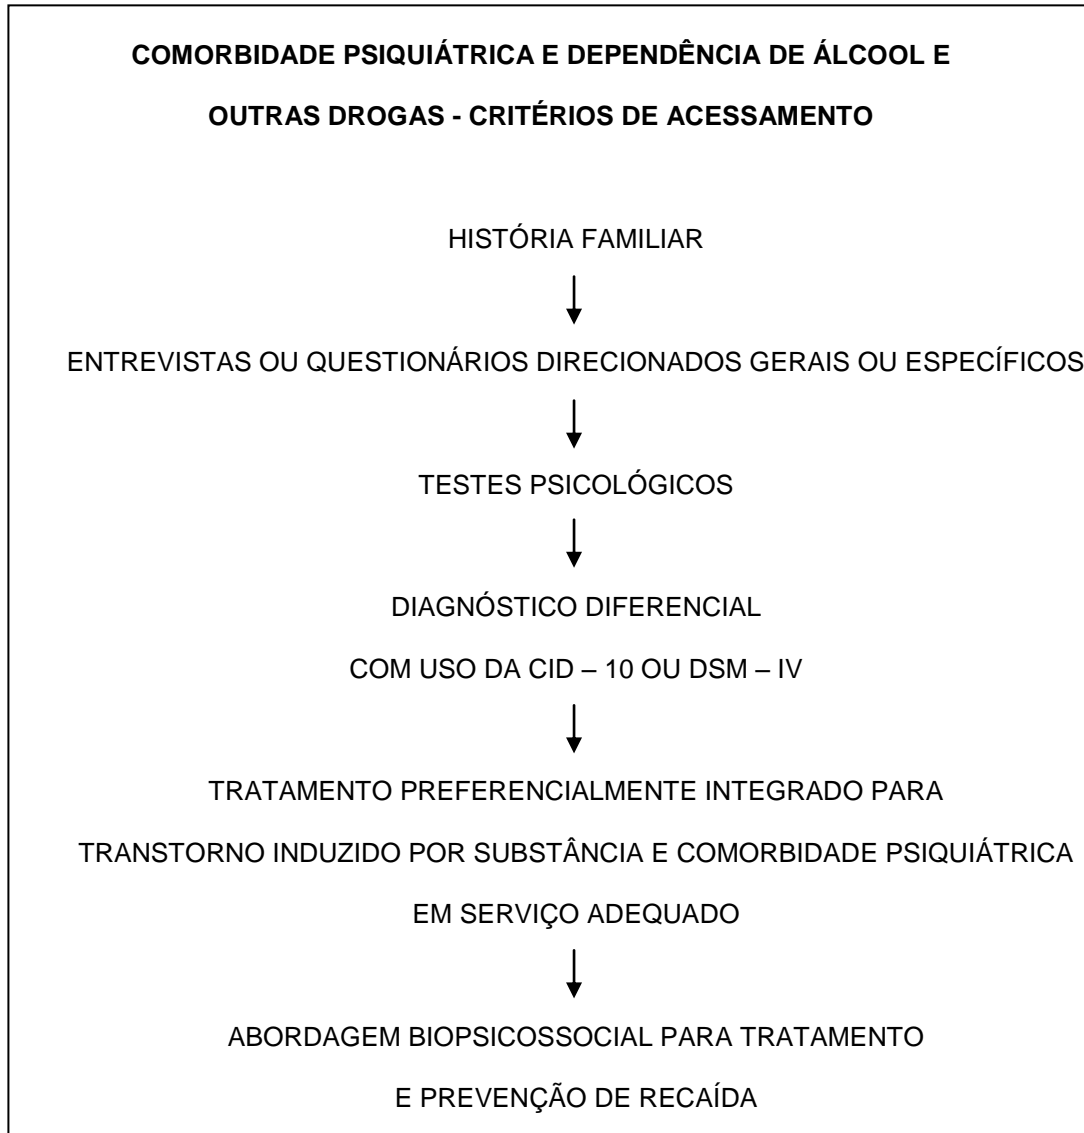 COMORBIDADE PSIQUIÁTRICA E DEPENDÊNCIA DE ÁLCOOL E
OUTRAS DROGAS - CRITÉRIOS DE ACESSAMENTO
HISTÓRIA FAMILIAR
ENTREVISTAS OU QUESTIONÁRIOS DIRECIONADOS GERAIS OU ESPECÍFICOS
TESTES PSICOLÓGICOS
DIAGNÓSTICO DIFERENCIAL
COM USO DA CID – 10 OU DSM – IV
TRATAMENTO PREFERENCIALMENTE INTEGRADO PARA
TRANSTORNO INDUZIDO POR SUBSTÂNCIA E COMORBIDADE PSIQUIÁTRICA
EM SERVIÇO ADEQUADO
ABORDAGEM BIOPSICOSSOCIAL PARA TRATAMENTO
E PREVENÇÃO DE RECAÍDA